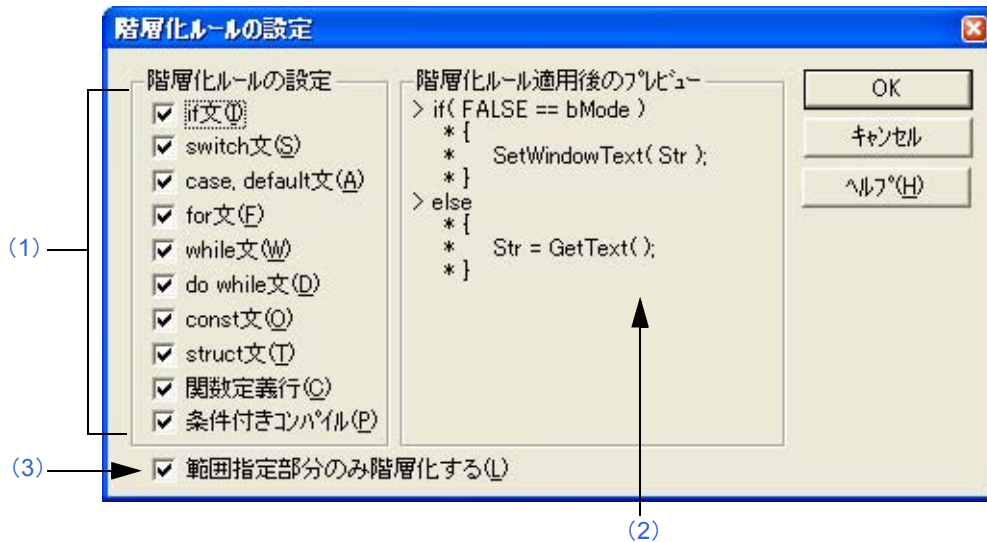 階層化ルールの設定
階層化ルールの設定
if文(I)
switch文(S)
case, default文(A)
for文(F)
while文(W)
do while文(D)
const文(O)
struct文(T)
関数定義行(C)
条件付きｺﾝﾊﾟｲﾙ(P)
範囲指定部分のみ階層化する(L)
階層化ルール適用後のﾌﾟﾚﾋﾞｭｰ
> if( FALSE == bMode )
* {
* SetWindowText( Str );
* }
> else
* {
* Str = GetText( );
* }
OK
ｷｬﾝｾﾙ
ﾍﾙﾌﾟ(H)
(1)
(3)
(2)